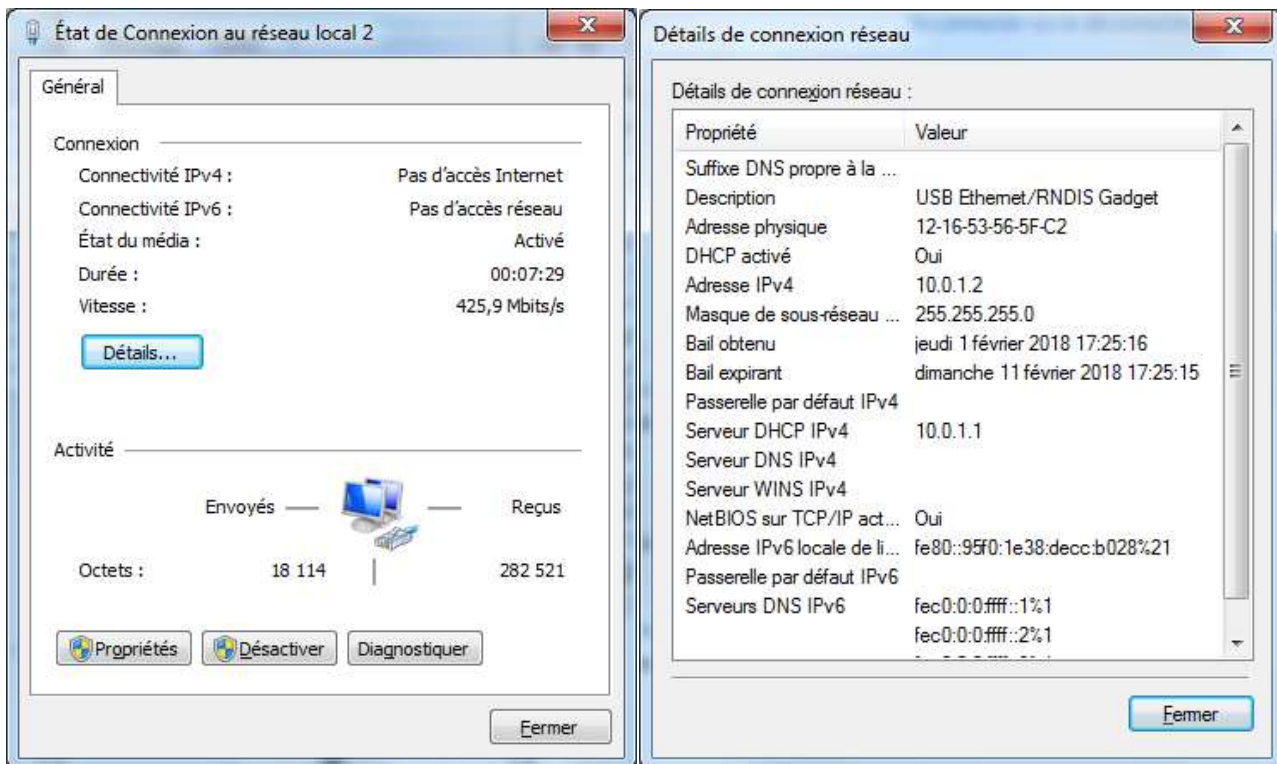 État de Connexion au réseau local 2
Général
Connexion
Connectivité IPv4 : Pas d'accès Internet
Connectivité IPv6 : Pas d'accès réseau
État du média : Activé
Durée : 00:07:29
Vitesse : 425,9 Mbits/s
Détails...
Activité
Envoyés Reçus
Octets : 18 114 282 521
Propriétés Désactiver Diagnostiquer
Fermer
Détails de connexion réseau
Détails de connexion réseau :
Propriété Valeur
Suffixe DNS propre à la ...
Description USB Ethernet/RNDIS Gadget
Adresse physique 12-16-53-56-5F-C2
DHCP activé Oui
Adresse IPv4 10.0.1.2
Masque de sous-réseau ... 255.255.255.0
Bail obtenu jeudi 1 février 2018 17:25:16
Bail expirant dimanche 11 février 2018 17:25:15
Passerelle par défaut IPv4
Serveur DHCP IPv4 10.0.1.1
Serveur DNS IPv4
Serveur WINS IPv4
NetBIOS sur TCP/IP act... Oui
Adresse IPv6 locale de li... fe80::95f0:1e38:decc:b028%21
Passerelle par défaut IPv6
Serveurs DNS IPv6 fec0:0:0:ffff::1%1
fec0:0:0:ffff::2%1
Fermer